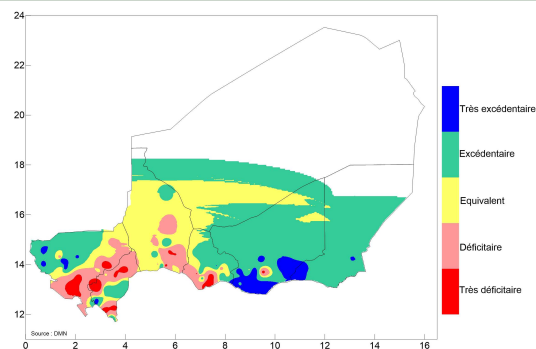 24
22
20
18
16
14
12
0 2 4 6 8 10 12 14 16
Source : DMN
Très excédentaire
Excédentaire
Equivalent
Déficitaire
Très déficitaire